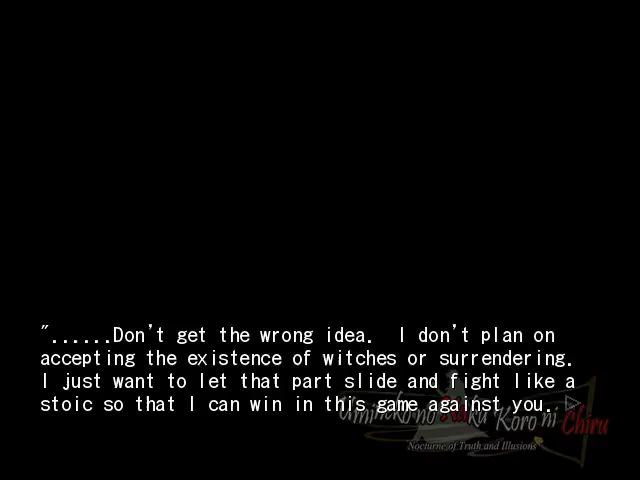 "......Don't get the wrong idea.  I don't plan on
accepting the existence of witches or surrendering.
I just want to let that part slide and fight like a
stoic so that I can win in this game against you.
Umineko no Naku Koro ni Chiru
Nocturne of Truth and Illusions